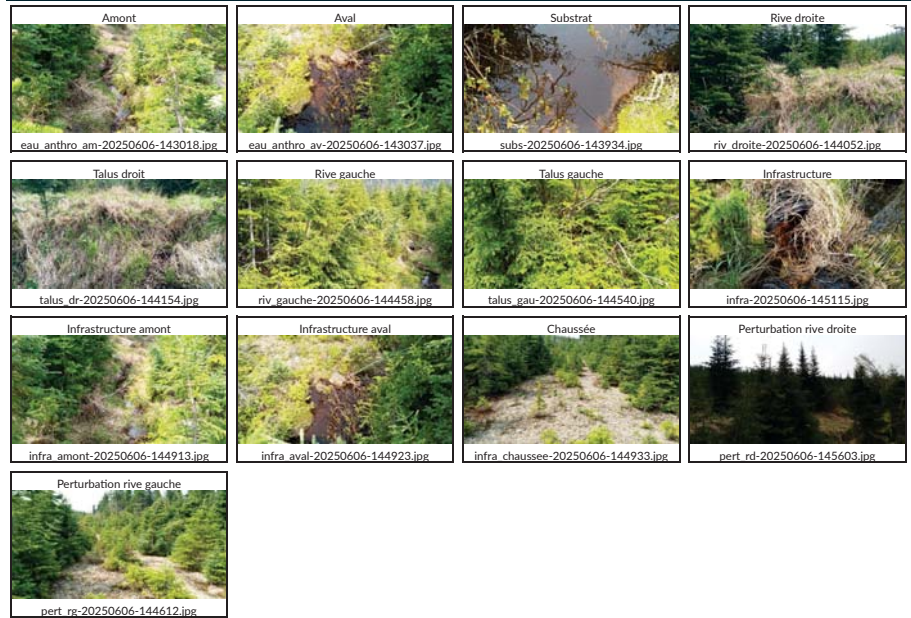 Amont
Aval
Substrat
Rive droite
eau_anthro_am-20250606-143018.jpg
eau_anthro_av-20250606-143037.jpg
subs-20250606-143934.jpg
riv_droite-20250606-144052.jpg
Talus droit
Rive gauche
Talus gauche
Infrastructure
talus_dr-20250606-144154.jpg
riv_gauche-20250606-144458.jpg
talus_gau-20250606-144540.jpg
infra-20250606-145115.jpg
Infrastructure amont
Infrastructure aval
Chaussée
Perturbation rive droite
infra_amont-20250606-144913.jpg
infra_aval-20250606-144923.jpg
infra_chaussee-20250606-144933.jpg
pert_rd-20250606-145603.jpg
Perturbation rive gauche
pert_rg-20250606-144612.jpg